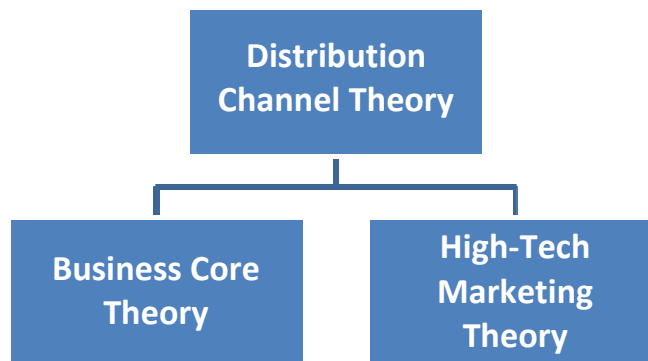 Distribution
Channel Theory
Business Core
Theory
High-Tech
Marketing
Theory